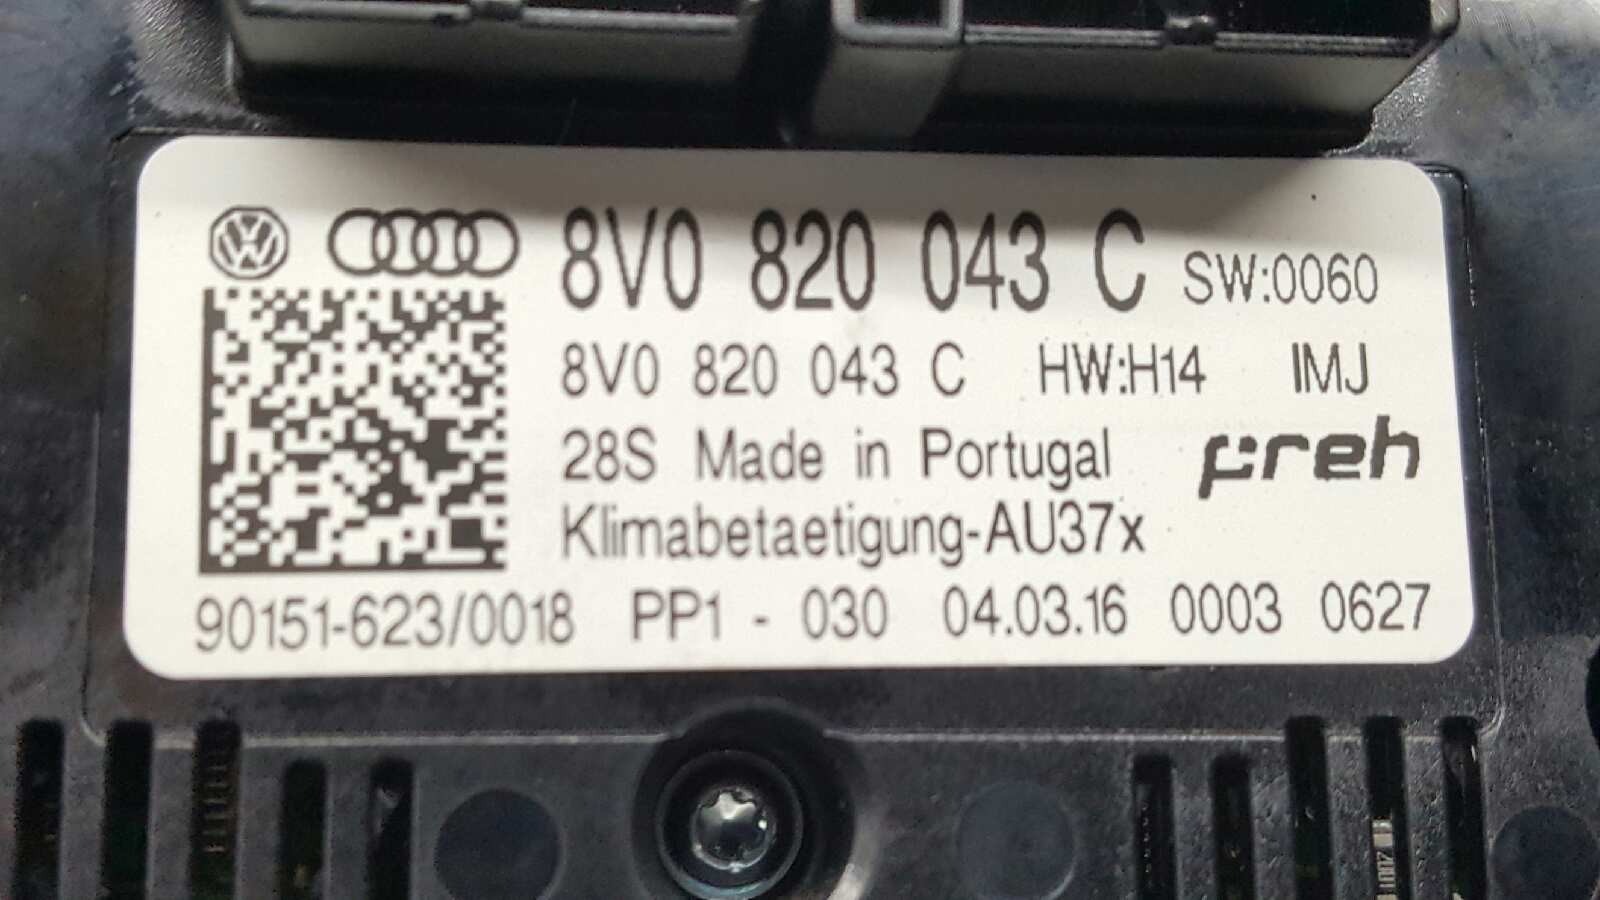 8V0 820 043 C SW:0060
8V0 820 043 C HW:H14 IMJ
28S Made in Portugal preh
Klimabetaetigung-AU37x
90151-623/0018 PP1 - 030 04.03.16 0003 0627